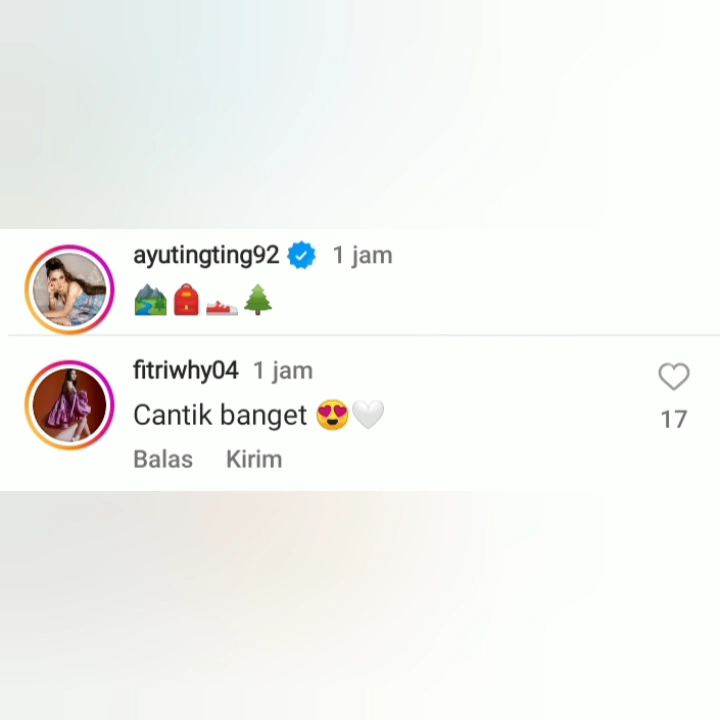 ayutingting92 1 jam
🏞️🎒👟🌲
fitriwhy04 1 jam
Cantik banget 😍🤍
17
Balas Kirim